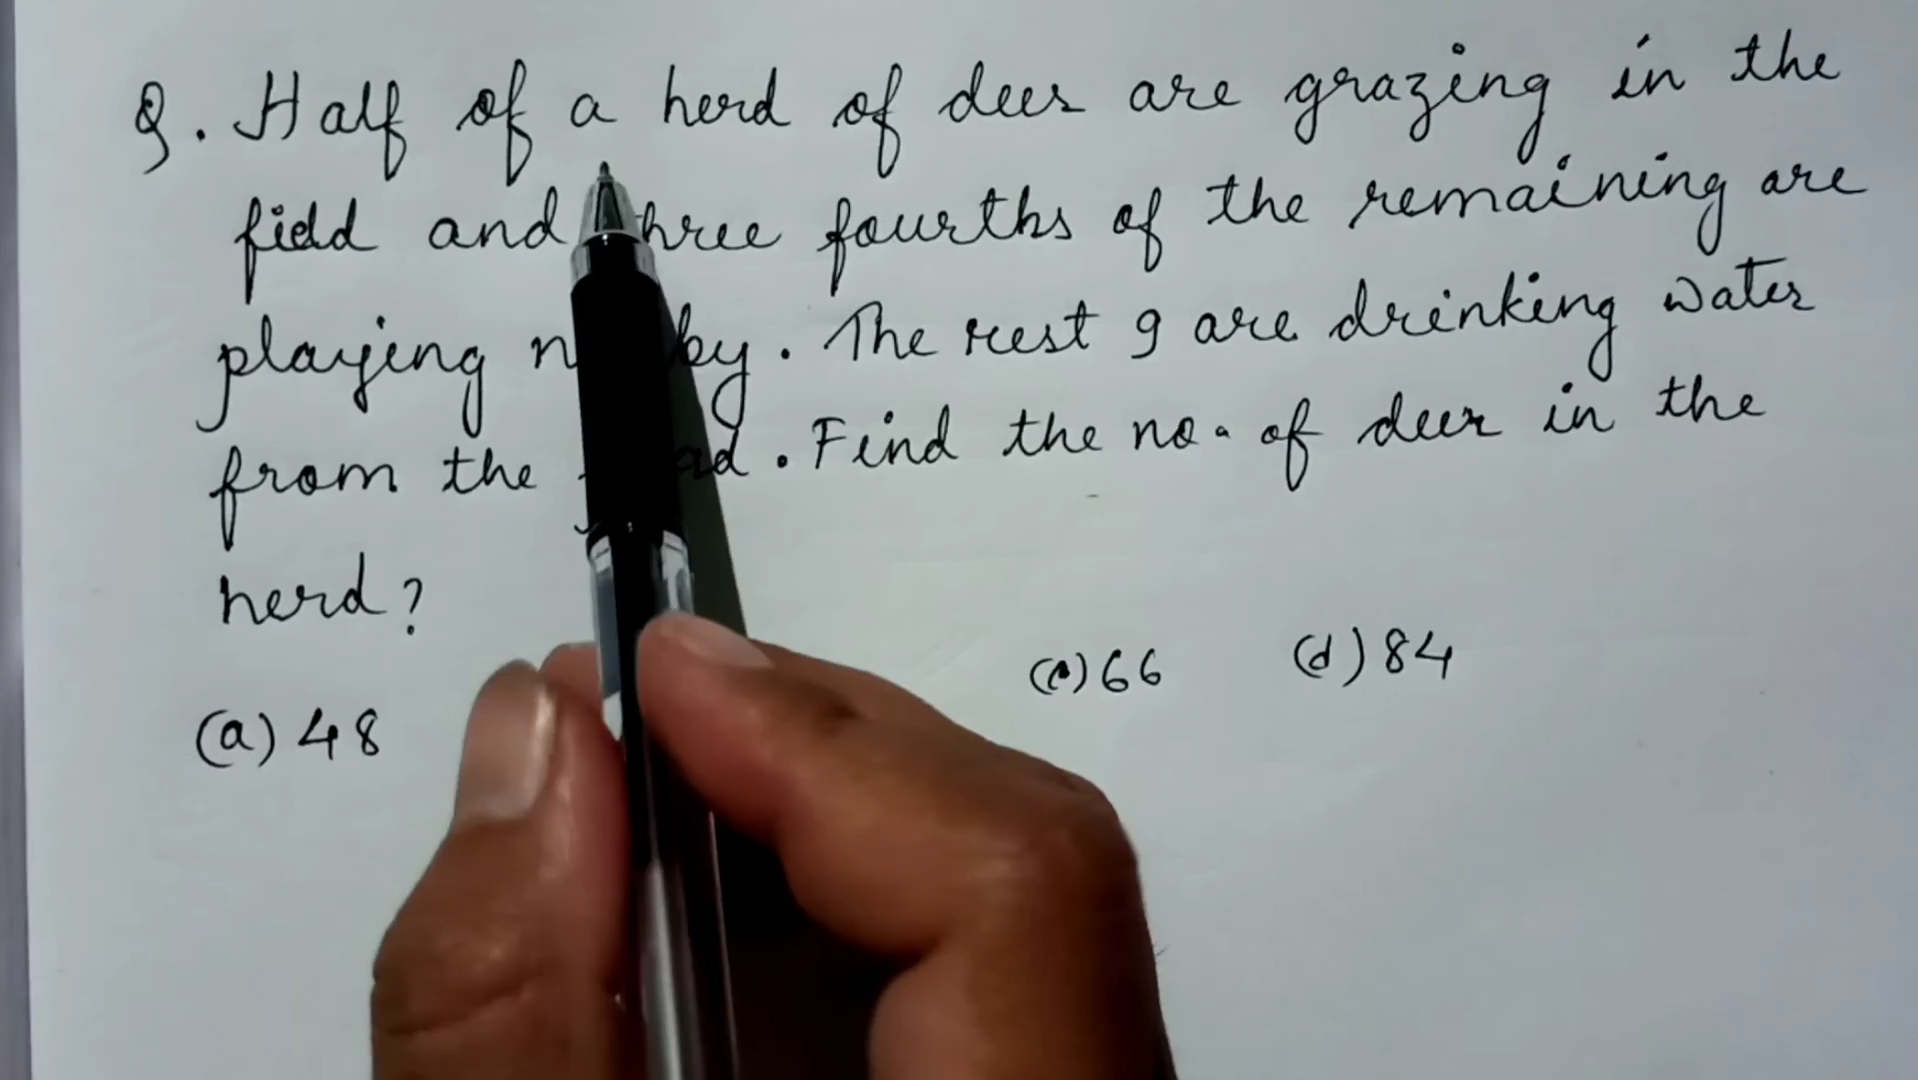 Q. Half of a herd of deer are grazing in the
field and three fourths of the remaining are
playing by. The rest 9 are drinking water
from the. Find the no. of deer in the
herd?
(a) 48 (c) 66 (d) 84